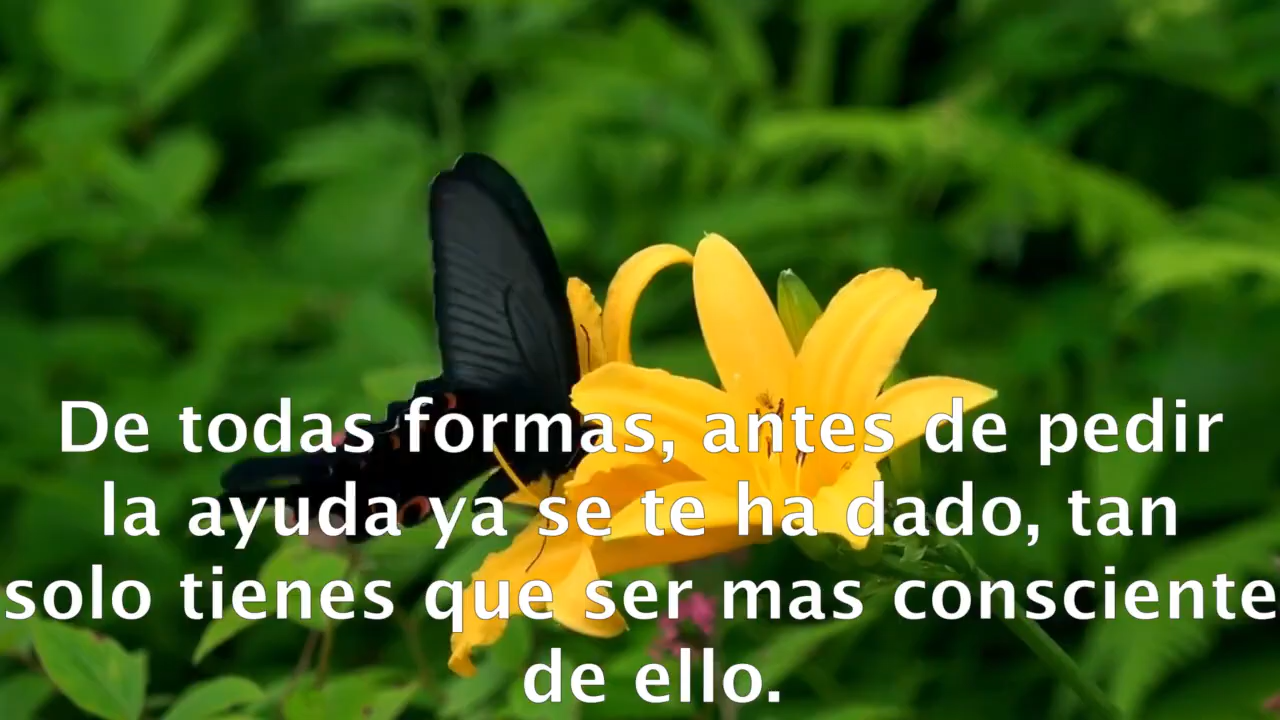 De todas formas, antes de pedir
la ayuda ya se te ha dado, tan
solo tienes que ser mas consciente
de ello.